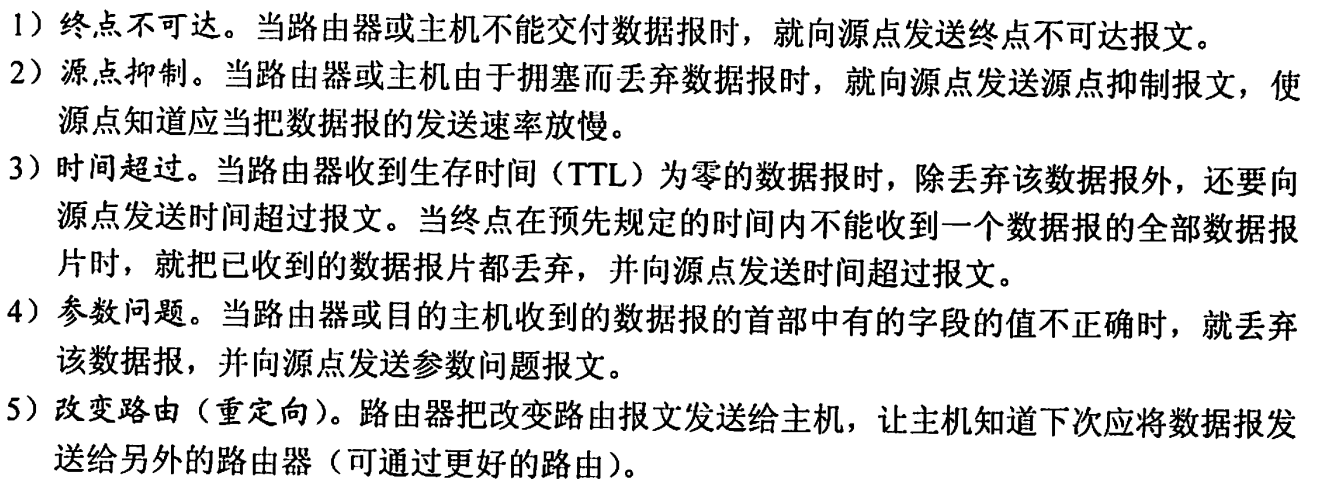 1）终点不可达。当路由器或主机不能交付数据报时，就向源点发送终点不可达报文。
2）源点抑制。当路由器或主机由于拥塞而丢弃数据报时，就向源点发送源点抑制报文，使
源点知道应当把数据报的发送速率放慢。
3）时间超过。当路由器收到生存时间（TTL）为零的数据报时，除丢弃该数据报外，还要向
源点发送时间超过报文。当终点在预先规定的时间内不能收到一个数据报的全部数据报
片时，就把已收到的数据报片都丢弃，并向源点发送时间超过报文。
4）参数问题。当路由器或目的主机收到的数据报的首部中有的字段的值不正确时，就丢弃
该数据报，并向源点发送参数问题报文。
5）改变路由（重定向）。路由器把改变路由报文发送给主机，让主机知道下次应将数据报发
送给另外的路由器（可通过更好的路由）。